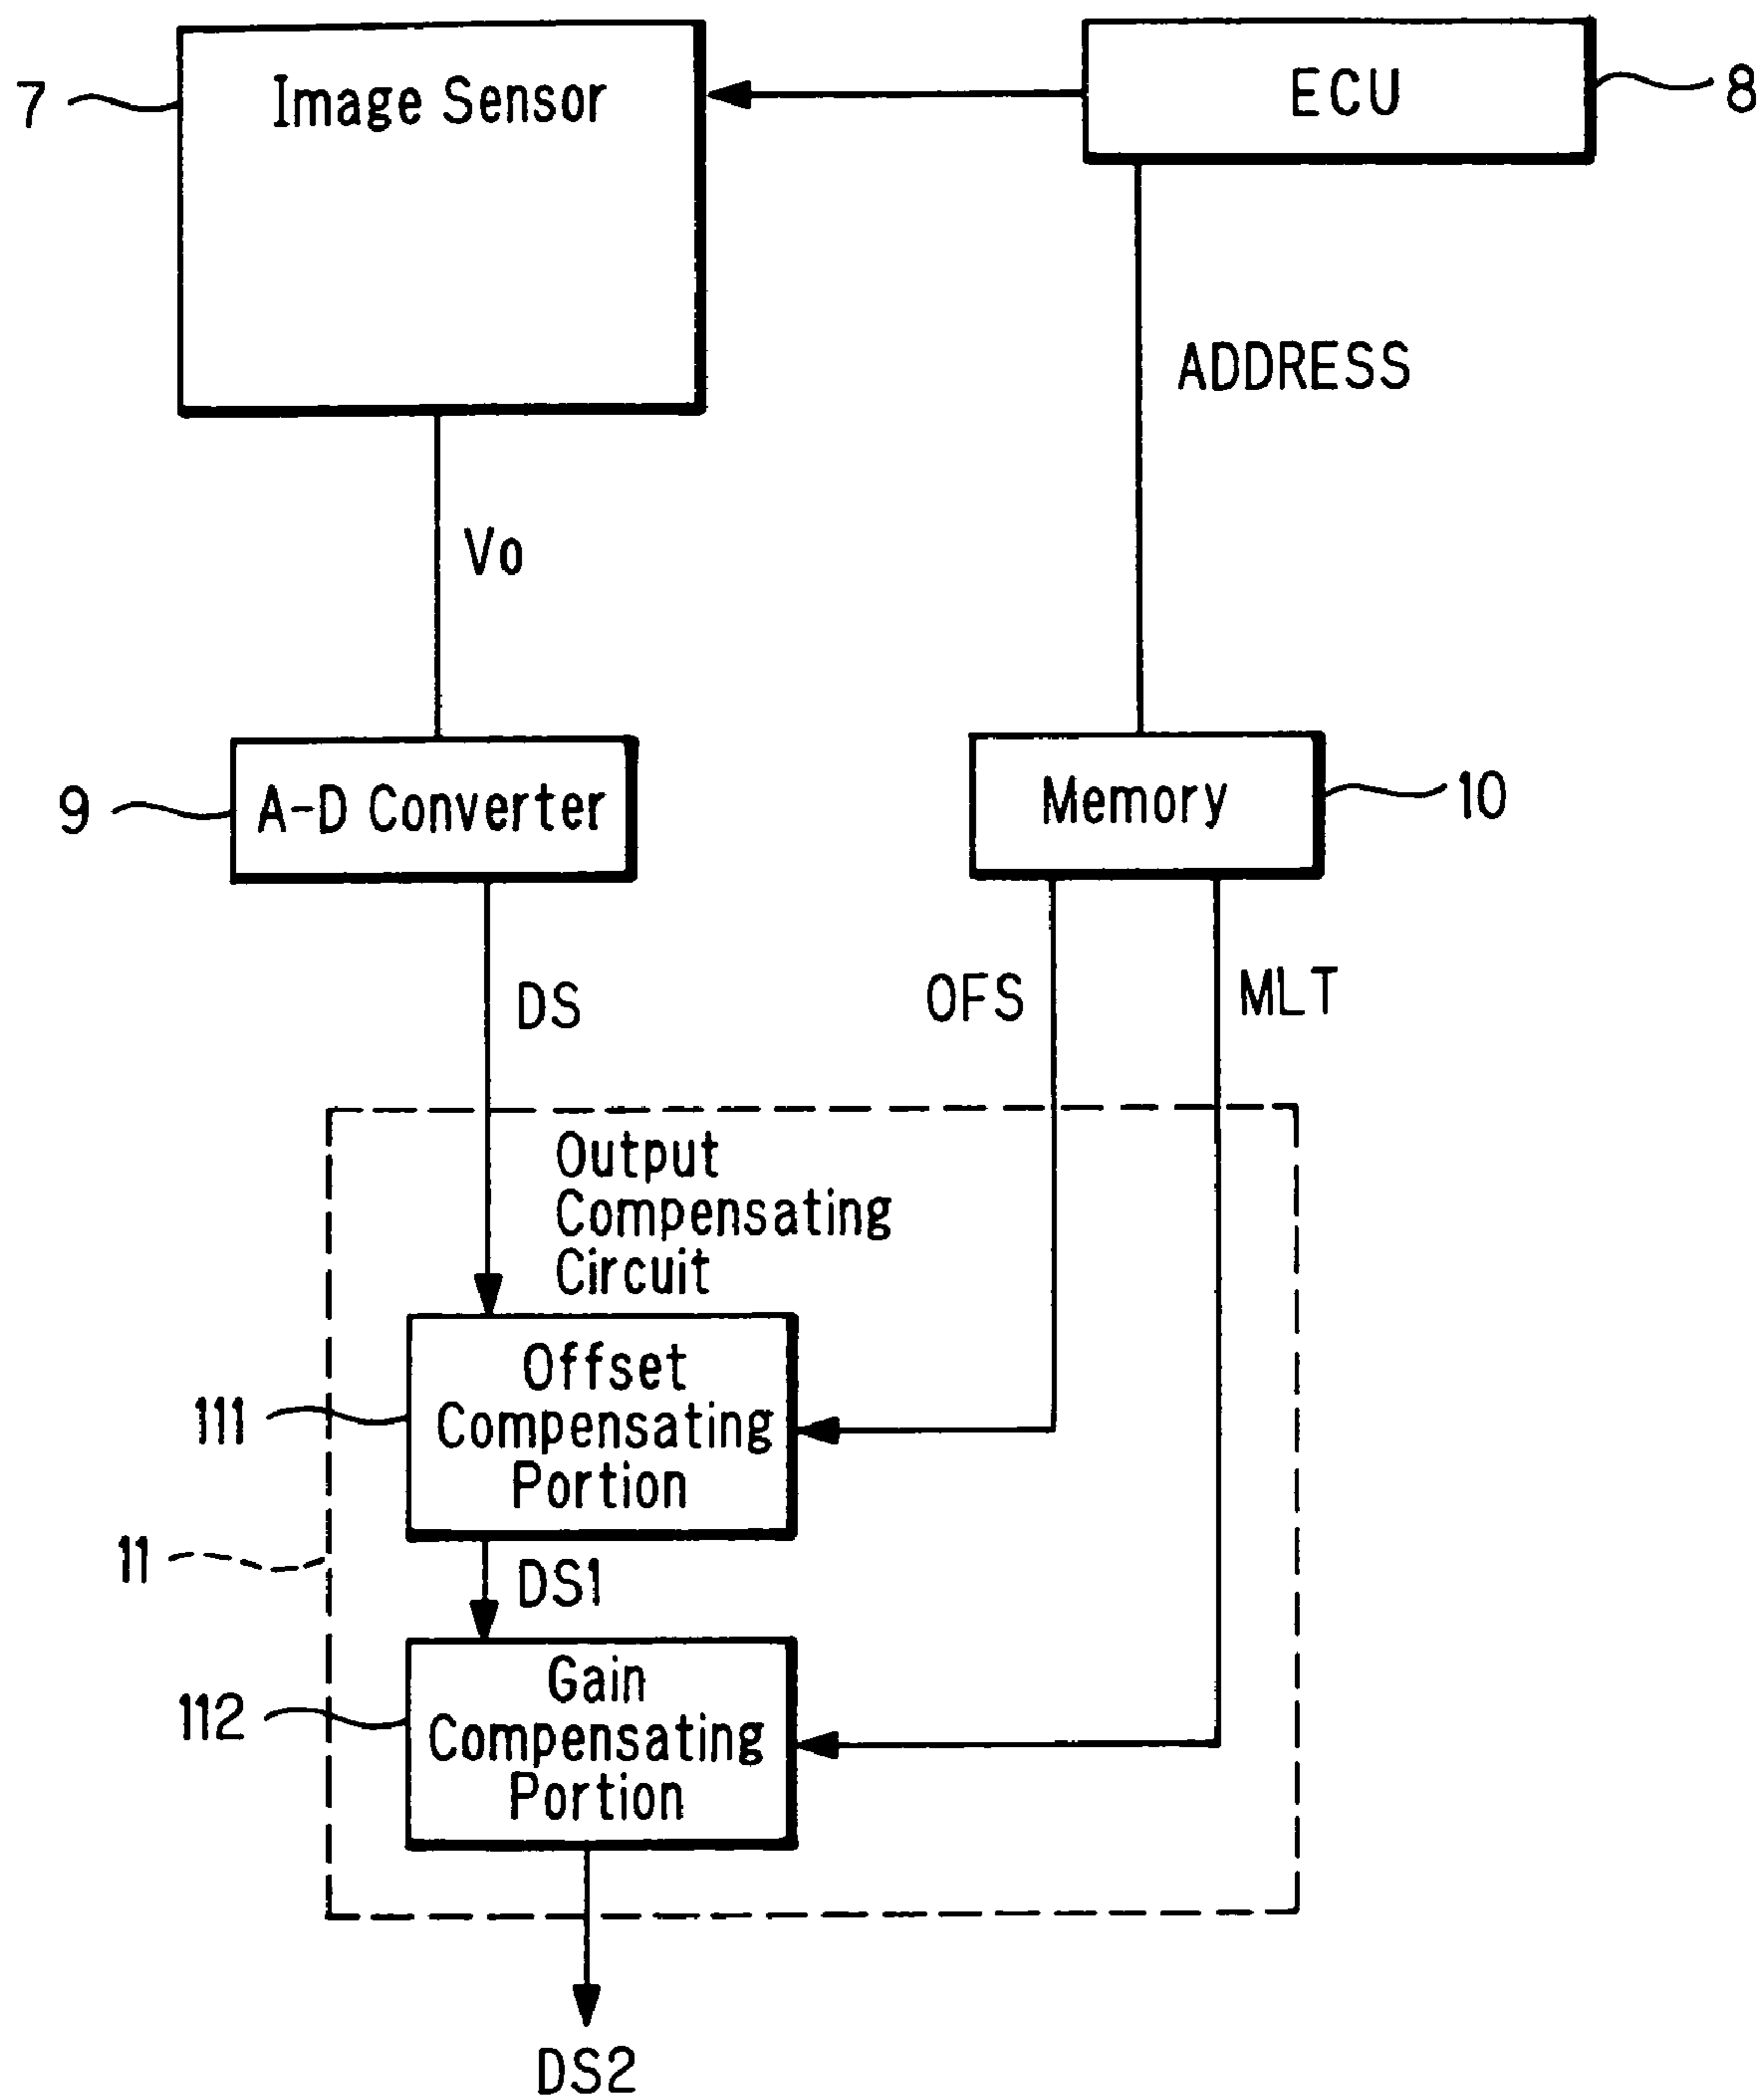 7
Image Sensor
ECU
8
ADDRESS
Vo
9
A-D Converter
Memory
10
DS
OFS
MLT
Output
Compensating
Circuit
111
Offset
Compensating
Portion
11
DS1
112
Gain
Compensating
Portion
DS2